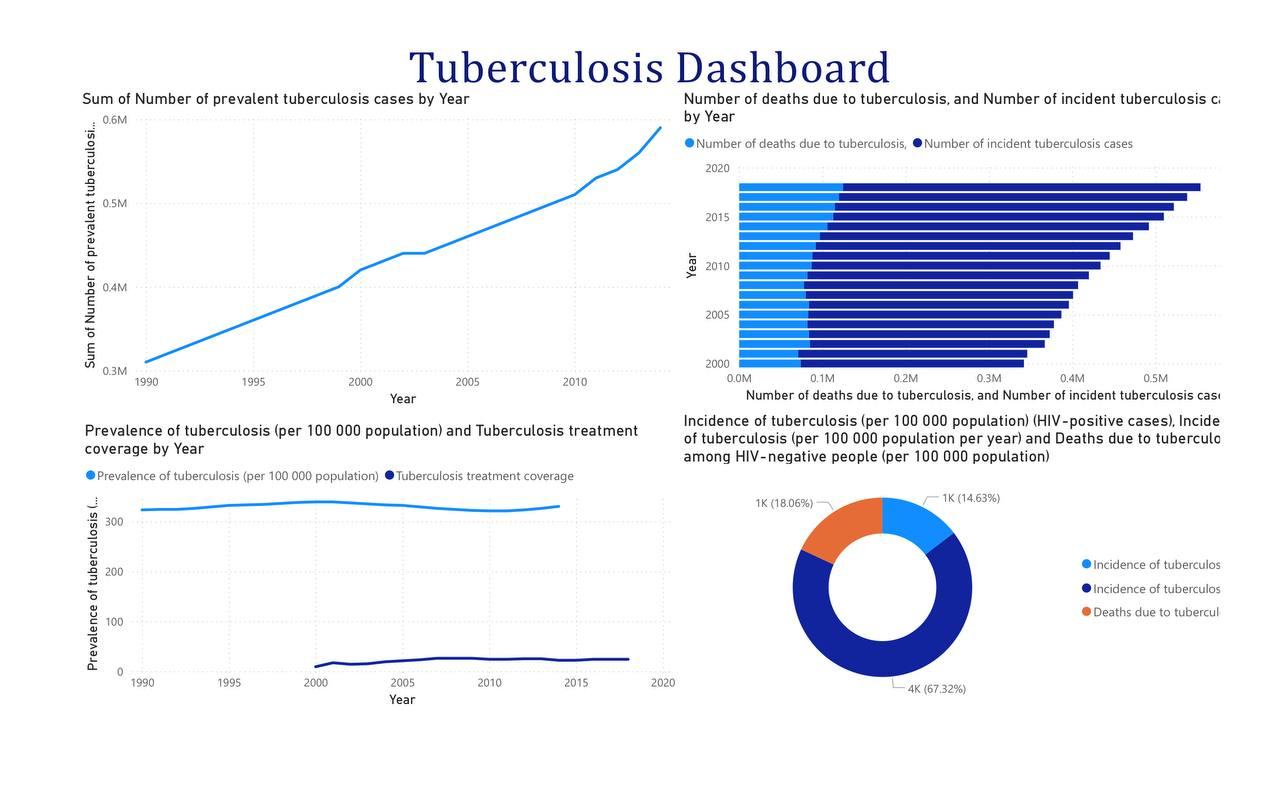 Tuberculosis Dashboard
Sum of Number of prevalent tuberculosis cases by Year
Sum of Number of prevalent tuberculosi...
0.6M
0.5M
0.4M
0.3M
1990 1995 2000 2005 2010
Year
Number of deaths due to tuberculosis, and Number of incident tuberculosis ca
by Year
Number of deaths due to tuberculosis, Number of incident tuberculosis cases
Year
2020
2015
2010
2005
2000
0.0M 0.1M 0.2M 0.3M 0.4M 0.5M
Number of deaths due to tuberculosis, and Number of incident tuberculosis case
Prevalence of tuberculosis (per 100 000 population) and Tuberculosis treatment
coverage by Year
Prevalence of tuberculosis (per 100 000 population) Tuberculosis treatment coverage
Prevalence of tuberculosis (...
300
200
100
0
1990 1995 2000 2005 2010 2015 2020
Year
Incidence of tuberculosis (per 100 000 population) (HIV-positive cases), Incide
of tuberculosis (per 100 000 population per year) and Deaths due to tuberculo
among HIV-negative people (per 100 000 population)
1K (18.06%)
1K (14.63%)
4K (67.32%)
Incidence of tuberculos
Incidence of tuberculos
Deaths due to tubercul